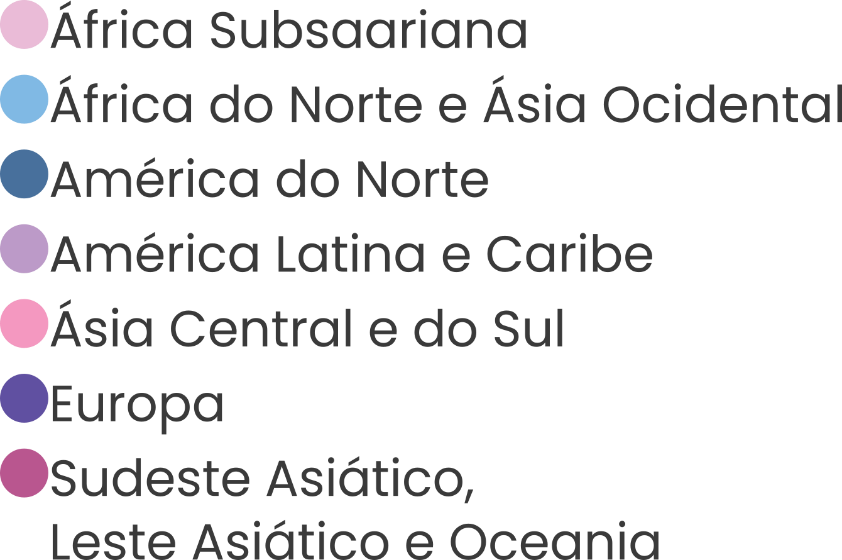 África Subsaariana
África do Norte e Ásia Ocidental
América do Norte
América Latina e Caribe
Ásia Central e do Sul
Europa
Sudeste Asiático,
Leste Asiático e Oceania